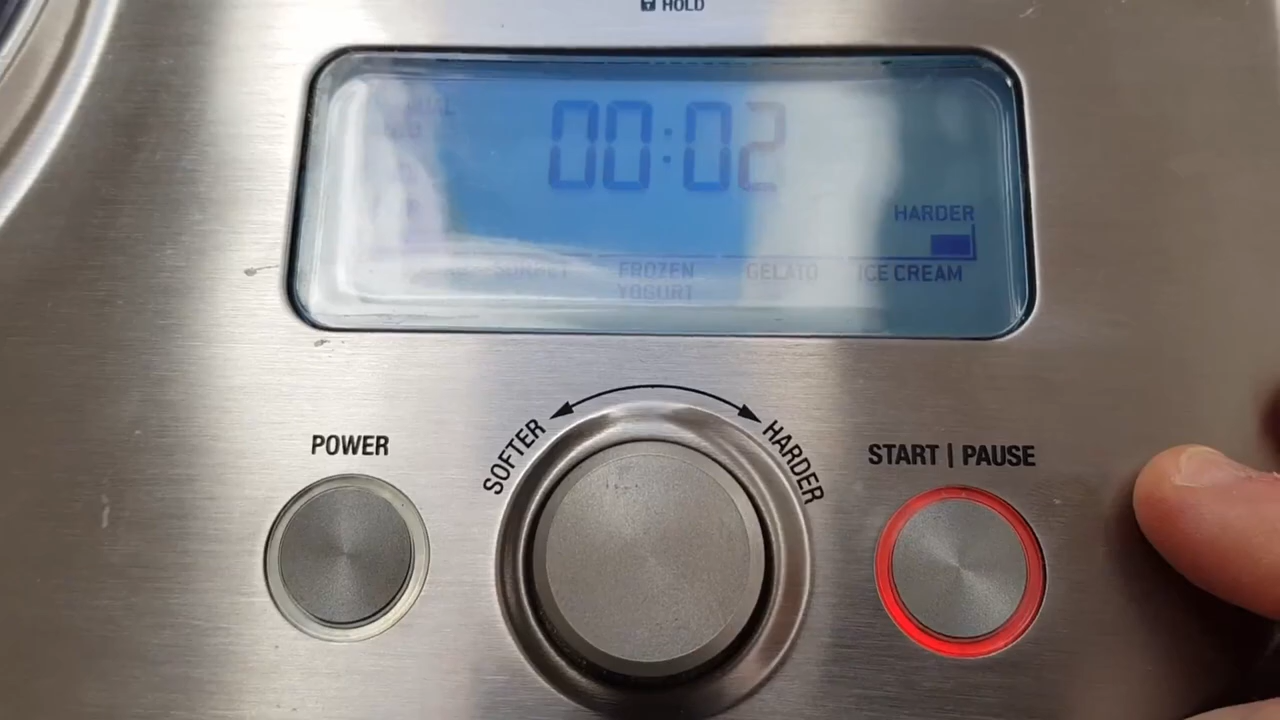 HOLD
00:02
HARDER
SORBET FROZEN YOGURT GELATO ICE CREAM
SOFTER HARDER
POWER
START | PAUSE